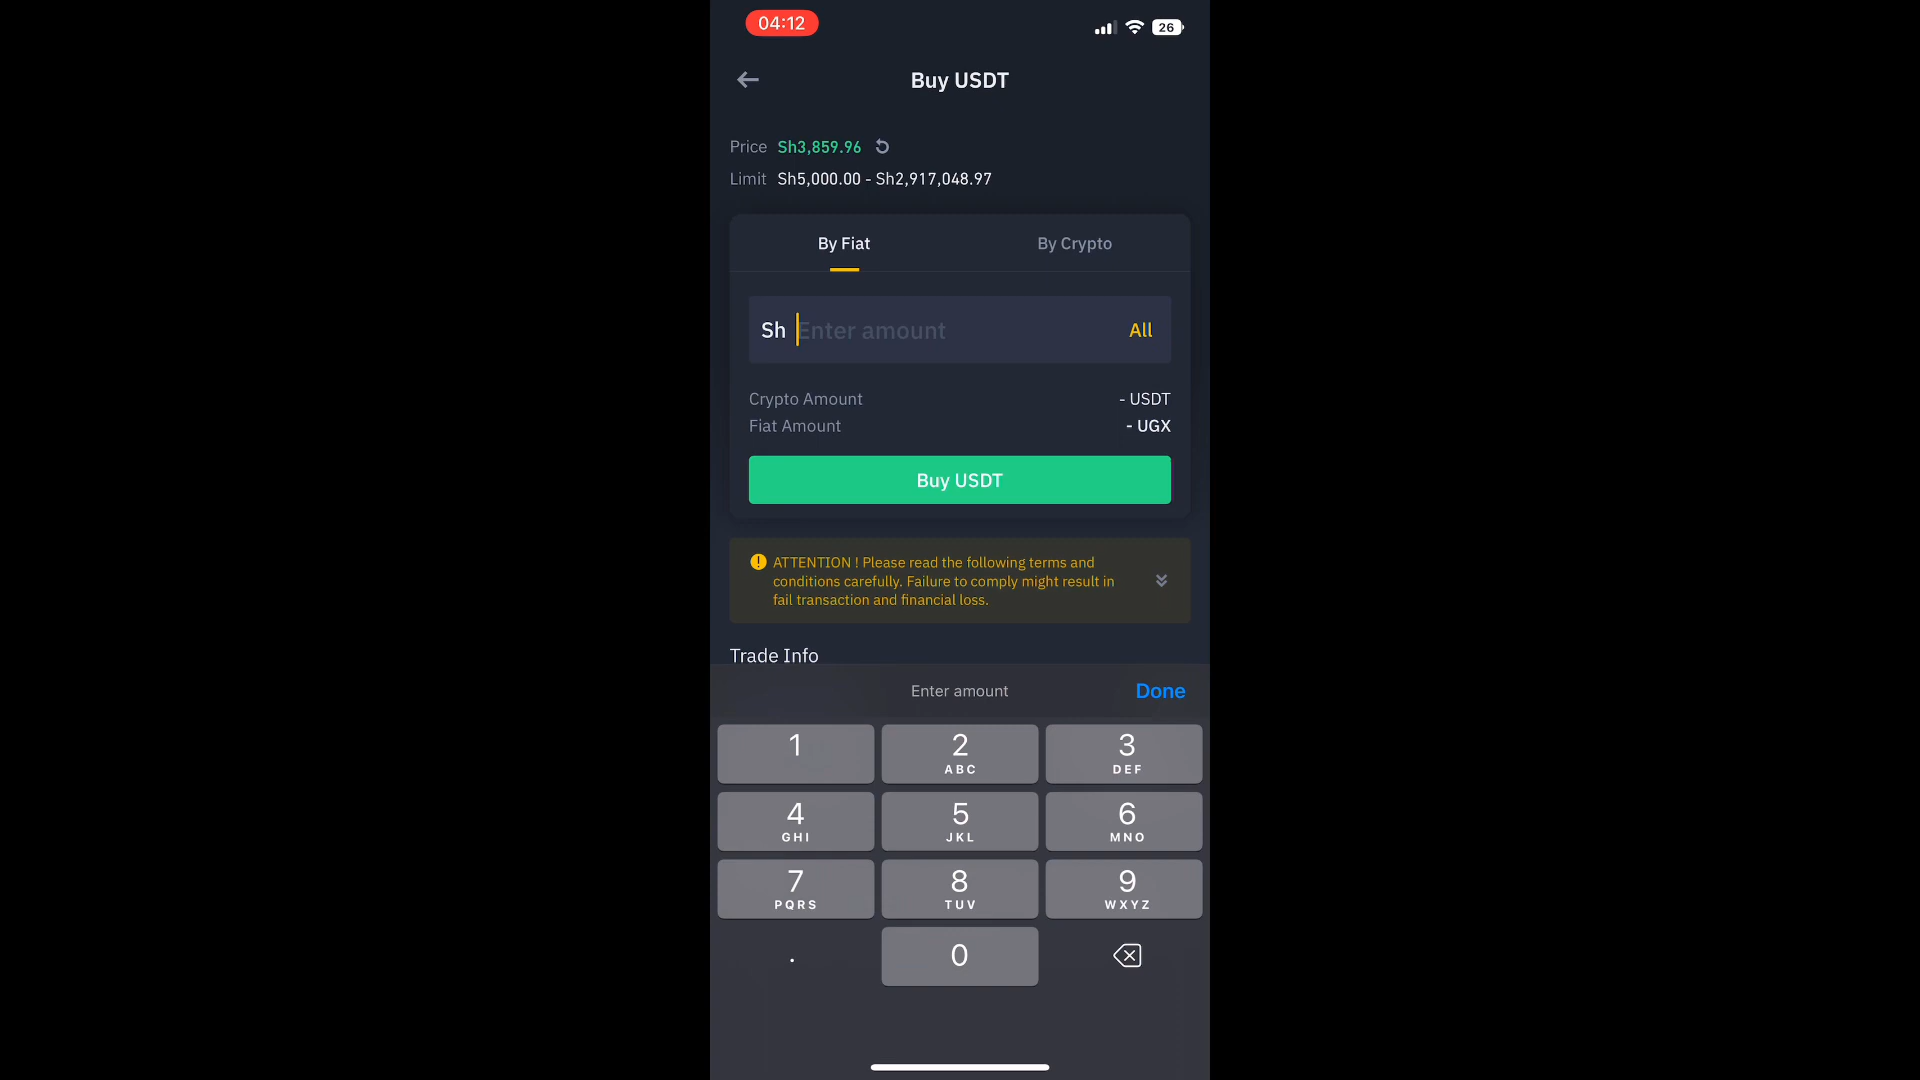 04:12
26
Buy USDT
Price Sh3,859.96
Limit Sh5,000.00 - Sh2,917,048.97
By Fiat By Crypto
Sh Enter amount All
Crypto Amount - USDT
Fiat Amount - UGX
Buy USDT
ATTENTION ! Please read the following terms and
conditions carefully. Failure to comply might result in
fail transaction and financial loss.
Trade Info
Enter amount Done
1 2 3
ABC DEF
4 5 6
GHI JKL MNO
7 8 9
PQRS TUV WXYZ
. 0